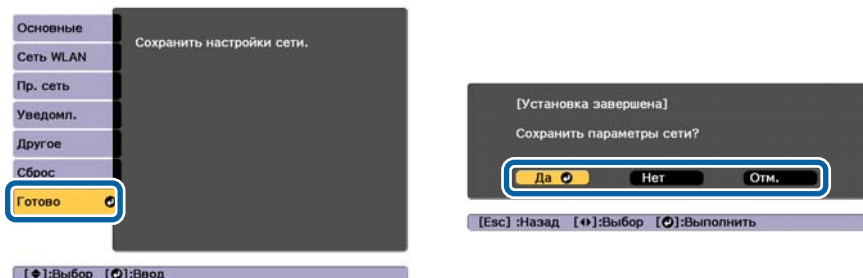 Основные
Сеть WLAN
Пр. сеть
Уведомл.
Другое
Сброс
Готово
Сохранить настройки сети.
[◆]:Выбор [↵]:Ввод
[Установка завершена]
Сохранить параметры сети?
Да Нет Отм.
[Esc] :Назад [◂▸]:Выбор [↵]:Выполнить